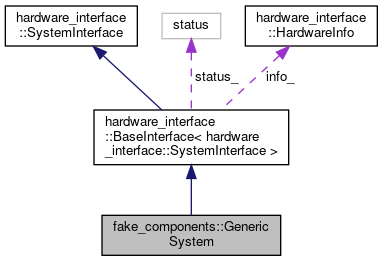 hardware_interface
::SystemInterface
status
hardware_interface
::HardwareInfo
status_
info_
hardware_interface
::BaseInterface< hardware
_interface::SystemInterface >
fake_components::Generic
System